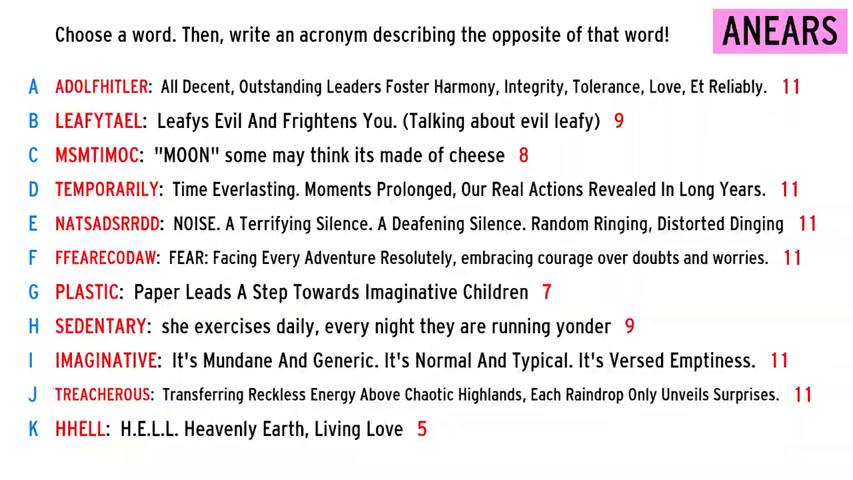 Choose a word. Then, write an acronym describing the opposite of that word!
ANEARS
A ADOLFHITLER: All Decent, Outstanding Leaders Foster Harmony, Integrity, Tolerance, Love, Et Reliably. 11
B LEAFYTAEL: Leafys Evil And Frightens You. (Talking about evil leafy) 9
C MSMTIMOC: "MOON" some may think its made of cheese 8
D TEMPORARILY: Time Everlasting. Moments Prolonged, Our Real Actions Revealed In Long Years. 11
E NATSADSRRDD: NOISE. A Terrifying Silence. A Deafening Silence. Random Ringing, Distorted Dinging 11
F FFEARECODAW: FEAR: Facing Every Adventure Resolutely, embracing courage over doubts and worries. 11
G PLASTIC: Paper Leads A Step Towards Imaginative Children 7
H SEDENTARY: she exercises daily, every night they are running yonder 9
I IMAGINATIVE: It's Mundane And Generic. It's Normal And Typical. It's Versed Emptiness. 11
J TREACHEROUS: Transferring Reckless Energy Above Chaotic Highlands, Each Raindrop Only Unveils Surprises. 11
K HHELL: H.E.L.L. Heavenly Earth, Living Love 5